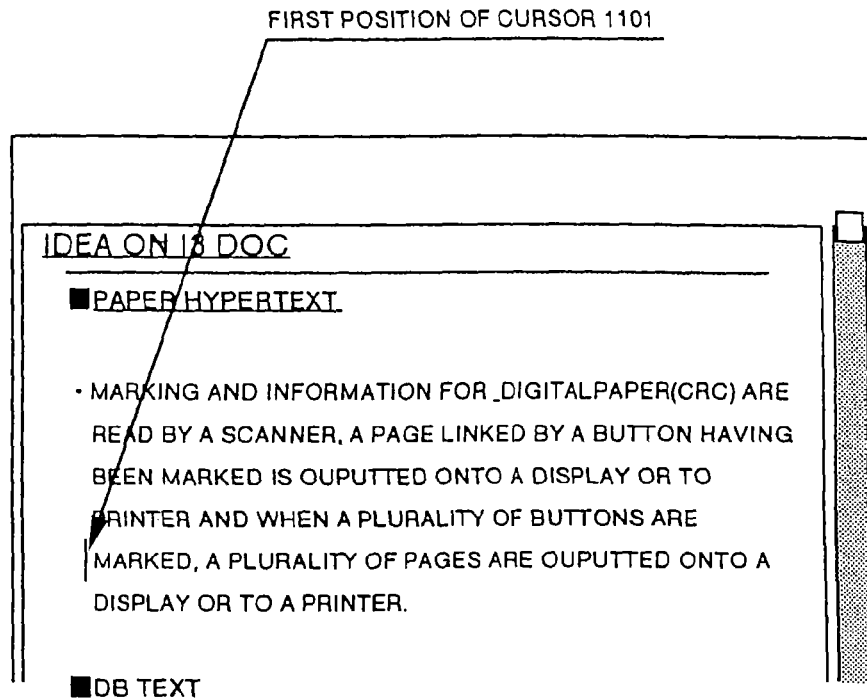 FIRST POSITION OF CURSOR 1101
IDEA ON I3 DOC
■PAPER HYPERTEXT
· MARKING AND INFORMATION FOR _DIGITALPAPER(CRC) ARE
READ BY A SCANNER, A PAGE LINKED BY A BUTTON HAVING
BEEN MARKED IS OUPUTTED ONTO A DISPLAY OR TO
PRINTER AND WHEN A PLURALITY OF BUTTONS ARE
MARKED, A PLURALITY OF PAGES ARE OUPUTTED ONTO A
DISPLAY OR TO A PRINTER.
■DB TEXT